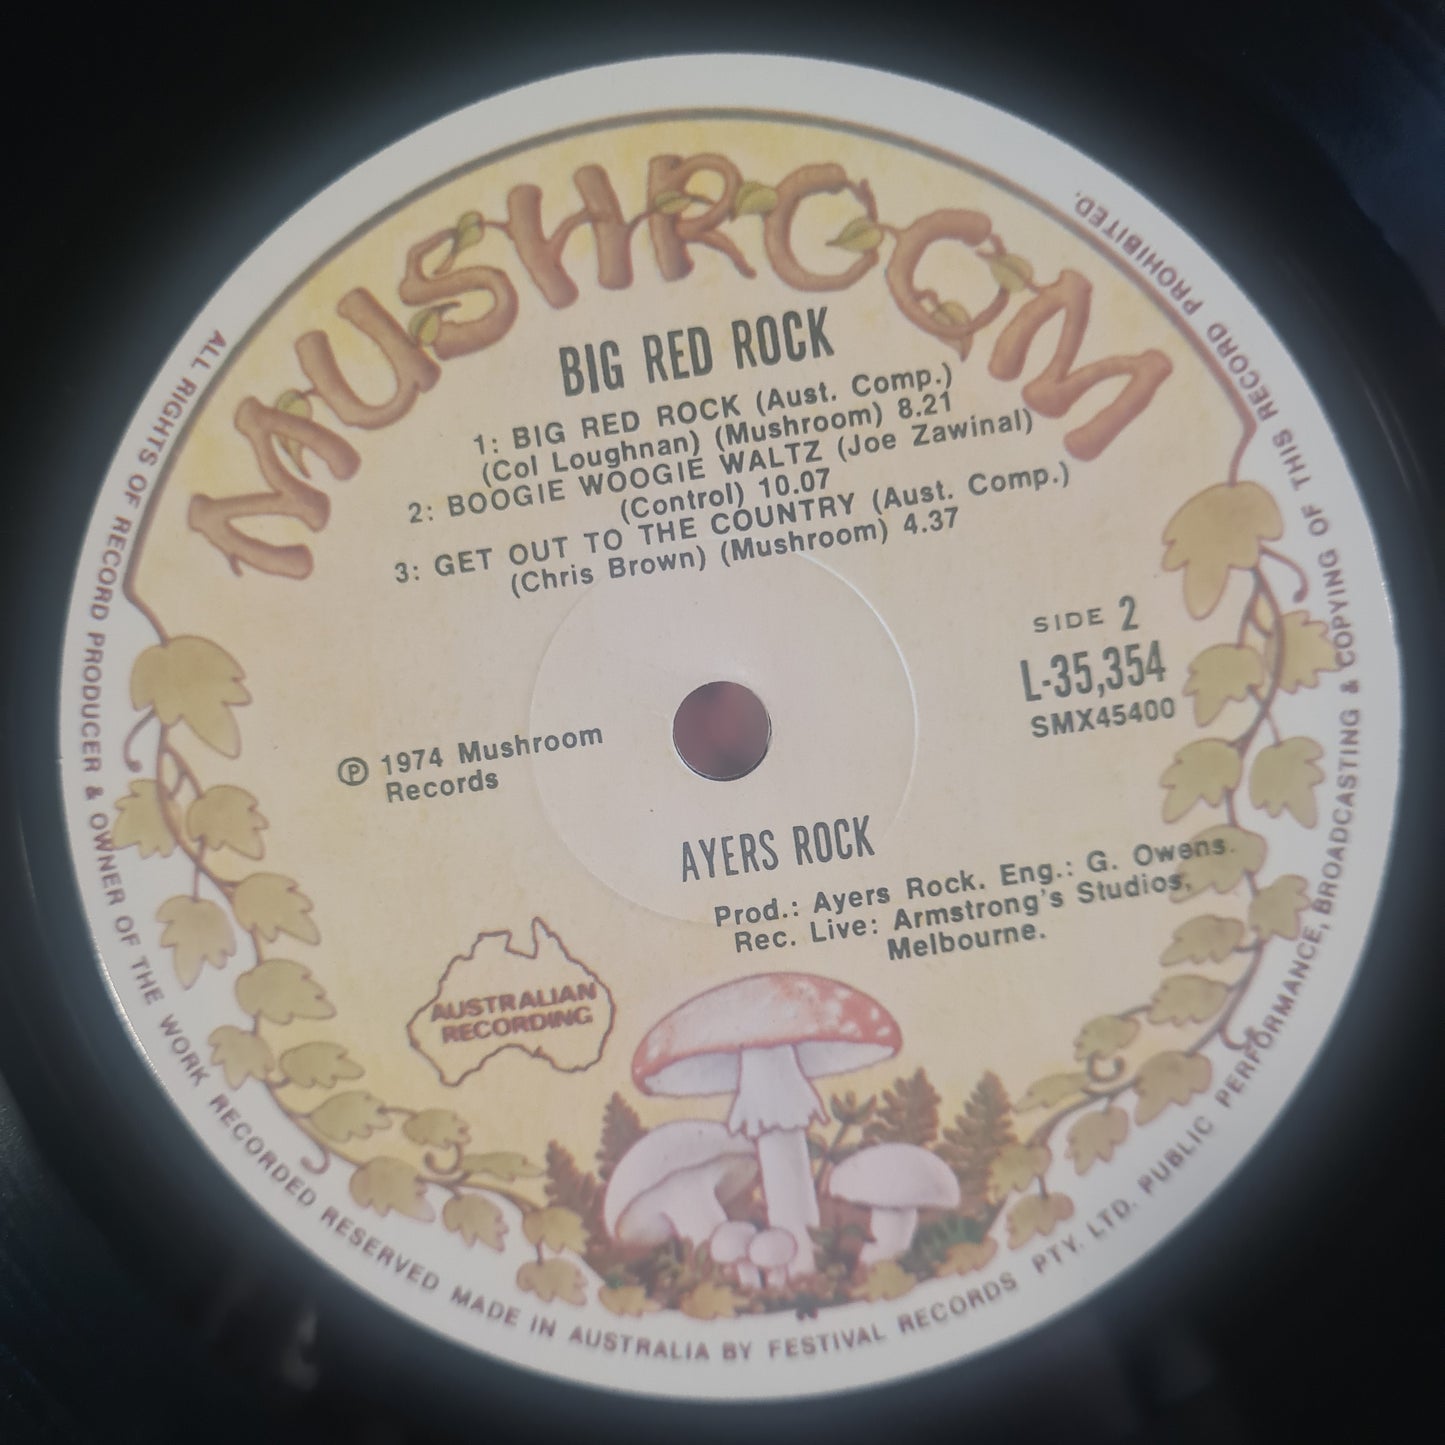 MUSHROOM
BIG RED ROCK
1: BIG RED ROCK (Aust. Comp.)
(Col Loughnan) (Mushroom) 8.21
2: BOOGIE WOOGIE WALTZ (Joe Zawinal)
(Control) 10.07
3: GET OUT TO THE COUNTRY (Aust. Comp.)
(Chris Brown) (Mushroom) 4.37
SIDE 2
L-35,354
SMX45400
Ⓟ 1974 Mushroom
Records
AYERS ROCK
Prod.: Ayers Rock. Eng.: G. Owens.
Rec. Live: Armstrong's Studios,
Melbourne.
AUSTRALIAN
RECORDING
ALL RIGHTS OF RECORD PRODUCER & OWNER OF THE WORK RECORDED RESERVED MADE IN AUSTRALIA BY FESTIVAL RECORDS PTY. LTD. PUBLIC PERFORMANCE, BROADCASTING & COPYING OF THIS RECORD PROHIBITED.